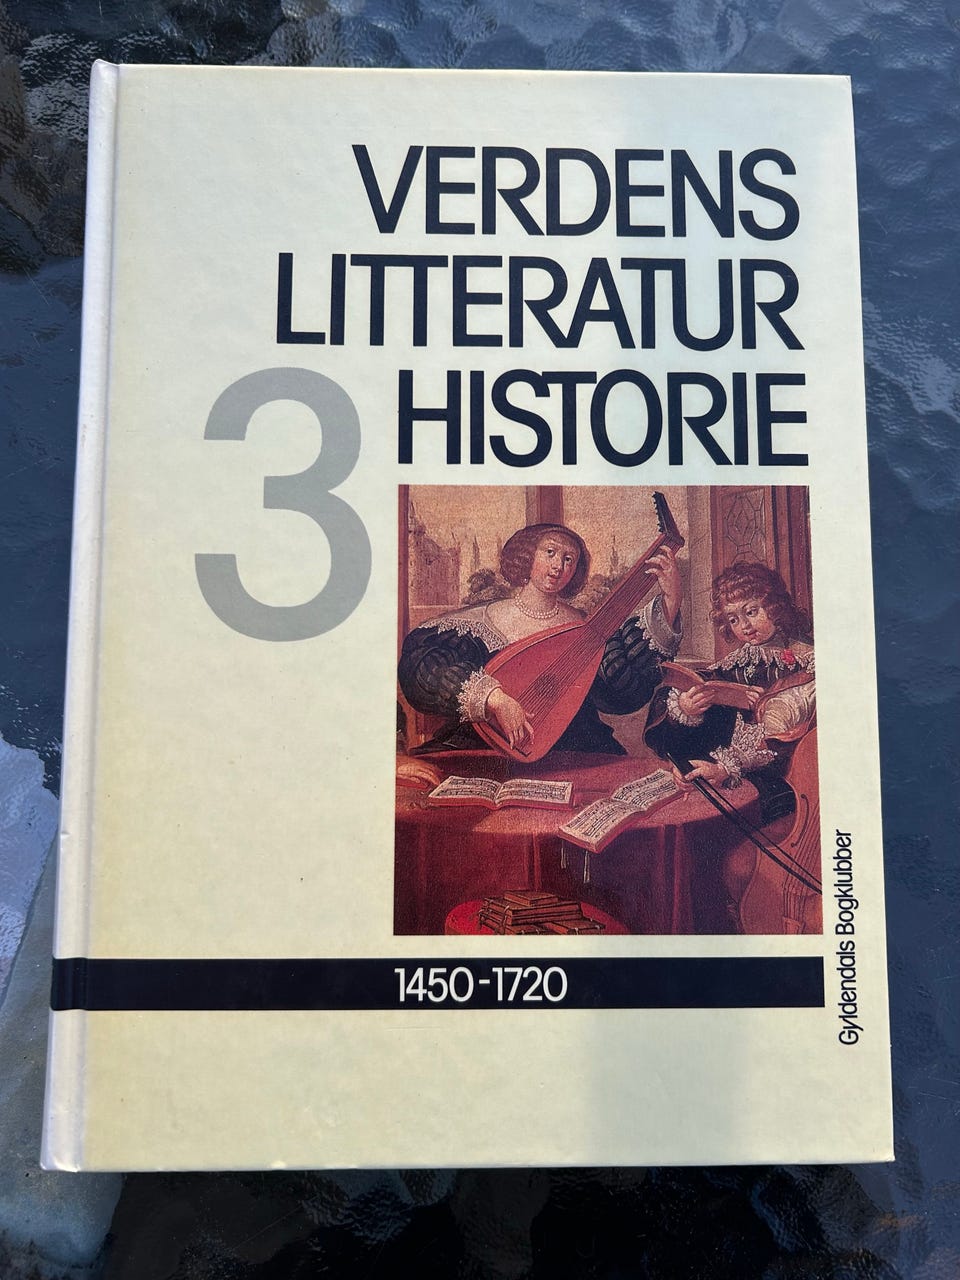 VERDENS
LITTERATUR
HISTORIE
3
1450-1720
Gyldendals Bogklubber